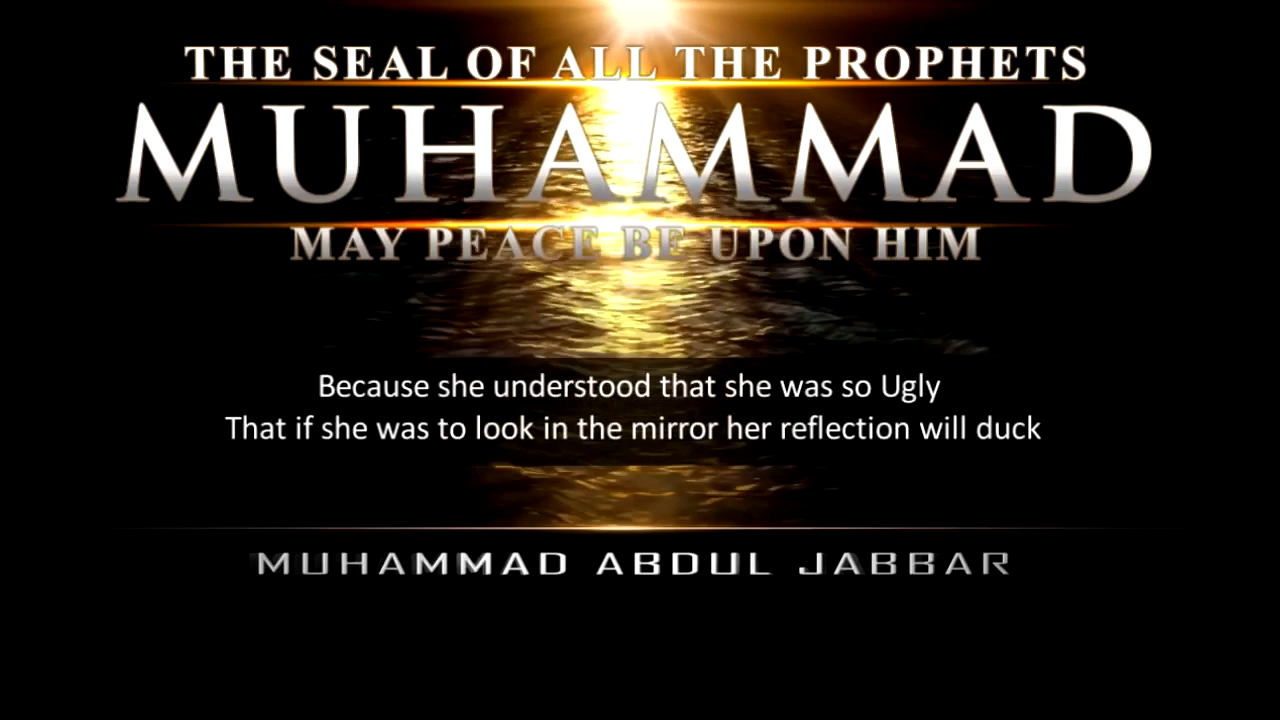 THE SEAL OF ALL THE PROPHETS
MUHAMMAD
MAY PEACE BE UPON HIM
Because she understood that she was so Ugly
That if she was to look in the mirror her reflection will duck
MUHAMMAD ABDUL JABBAR